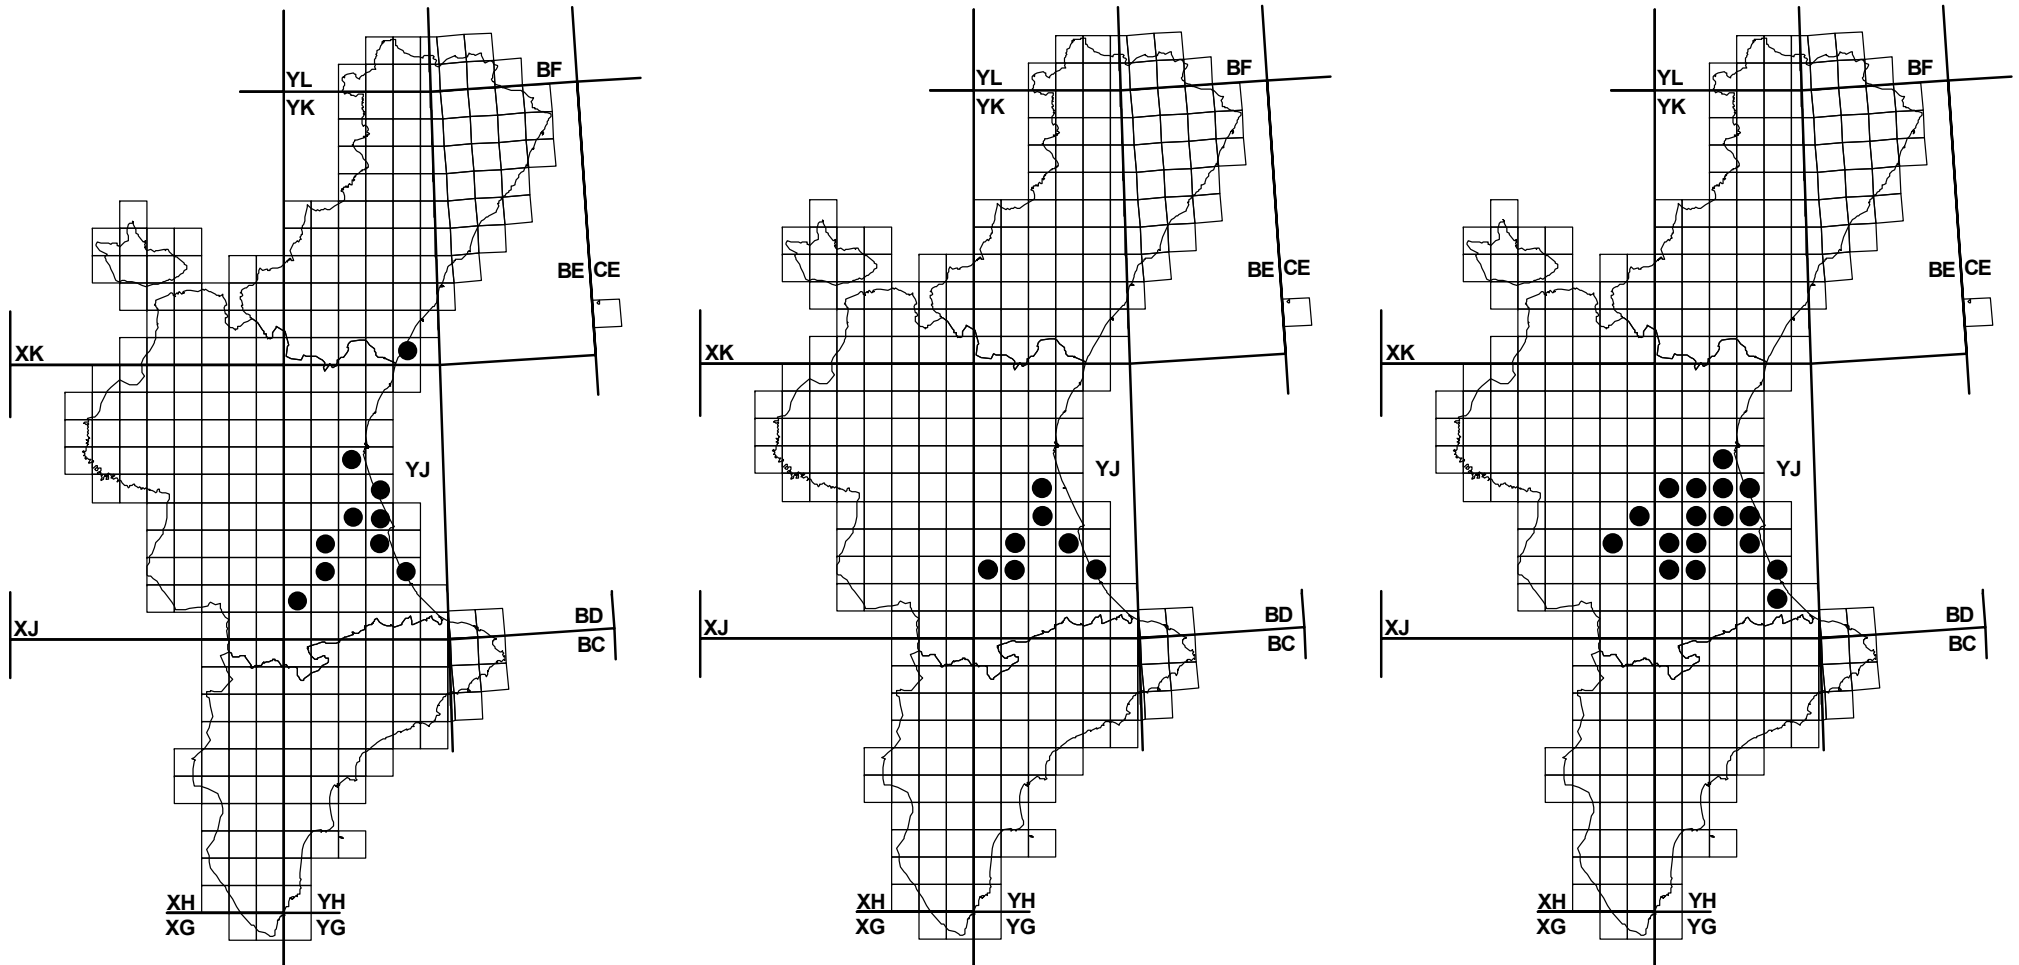 YL BF
YK
BE CE
XK
YJ
XJ BD
BC
XH YH
XG YG
YL BF
YK
BE CE
XK
YJ
XJ BD
BC
XH YH
XG YG
YL BF
YK
BE CE
XK
YJ
XJ BD
BC
XH YH
XG YG